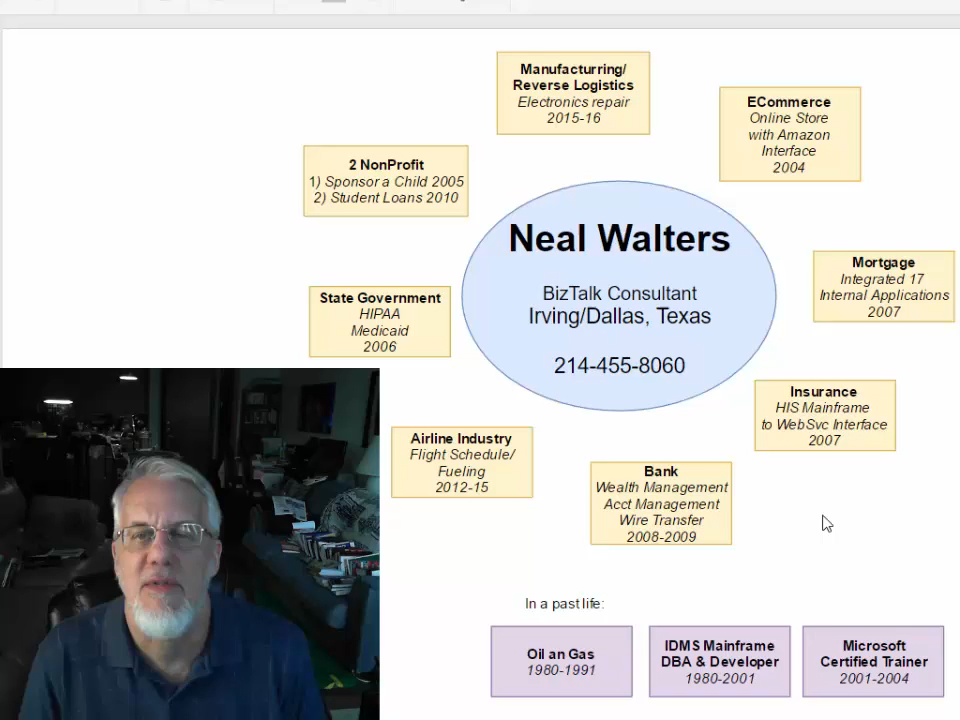 Manufacturring/
Reverse Logistics
Electronics repair
2015-16
ECommerce
Online Store
with Amazon
Interface
2004
2 NonProfit
1) Sponsor a Child 2005
2) Student Loans 2010
Neal Walters
BizTalk Consultant
Irving/Dallas, Texas
214-455-8060
Mortgage
Integrated 17
Internal Applications
2007
State Government
HIPAA
Medicaid
2006
Insurance
HIS Mainframe
to WebSvc Interface
2007
Airline Industry
Flight Schedule/
Fueling
2012-15
Bank
Wealth Management
Acct Management
Wire Transfer
2008-2009
In a past life:
Oil an Gas
1980-1991
IDMS Mainframe
DBA & Developer
1980-2001
Microsoft
Certified Trainer
2001-2004